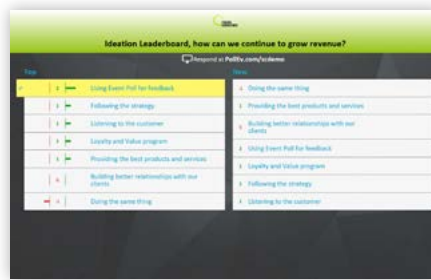 Ideation Leaderboard, how can we continue to grow revenue?
Respond at PollEv.com/scdemo
Top
Using Event Poll for feedback
Following the strategy
Listening to the customer
Loyalty and Value program
Providing the best products and services
Building better relationships with our
clients
Doing the same thing
New
Doing the same thing
Providing the best products and services
Building better relationships with our
clients
Using Event Poll for feedback
Loyalty and Value program
Following the strategy
Listening to the customer